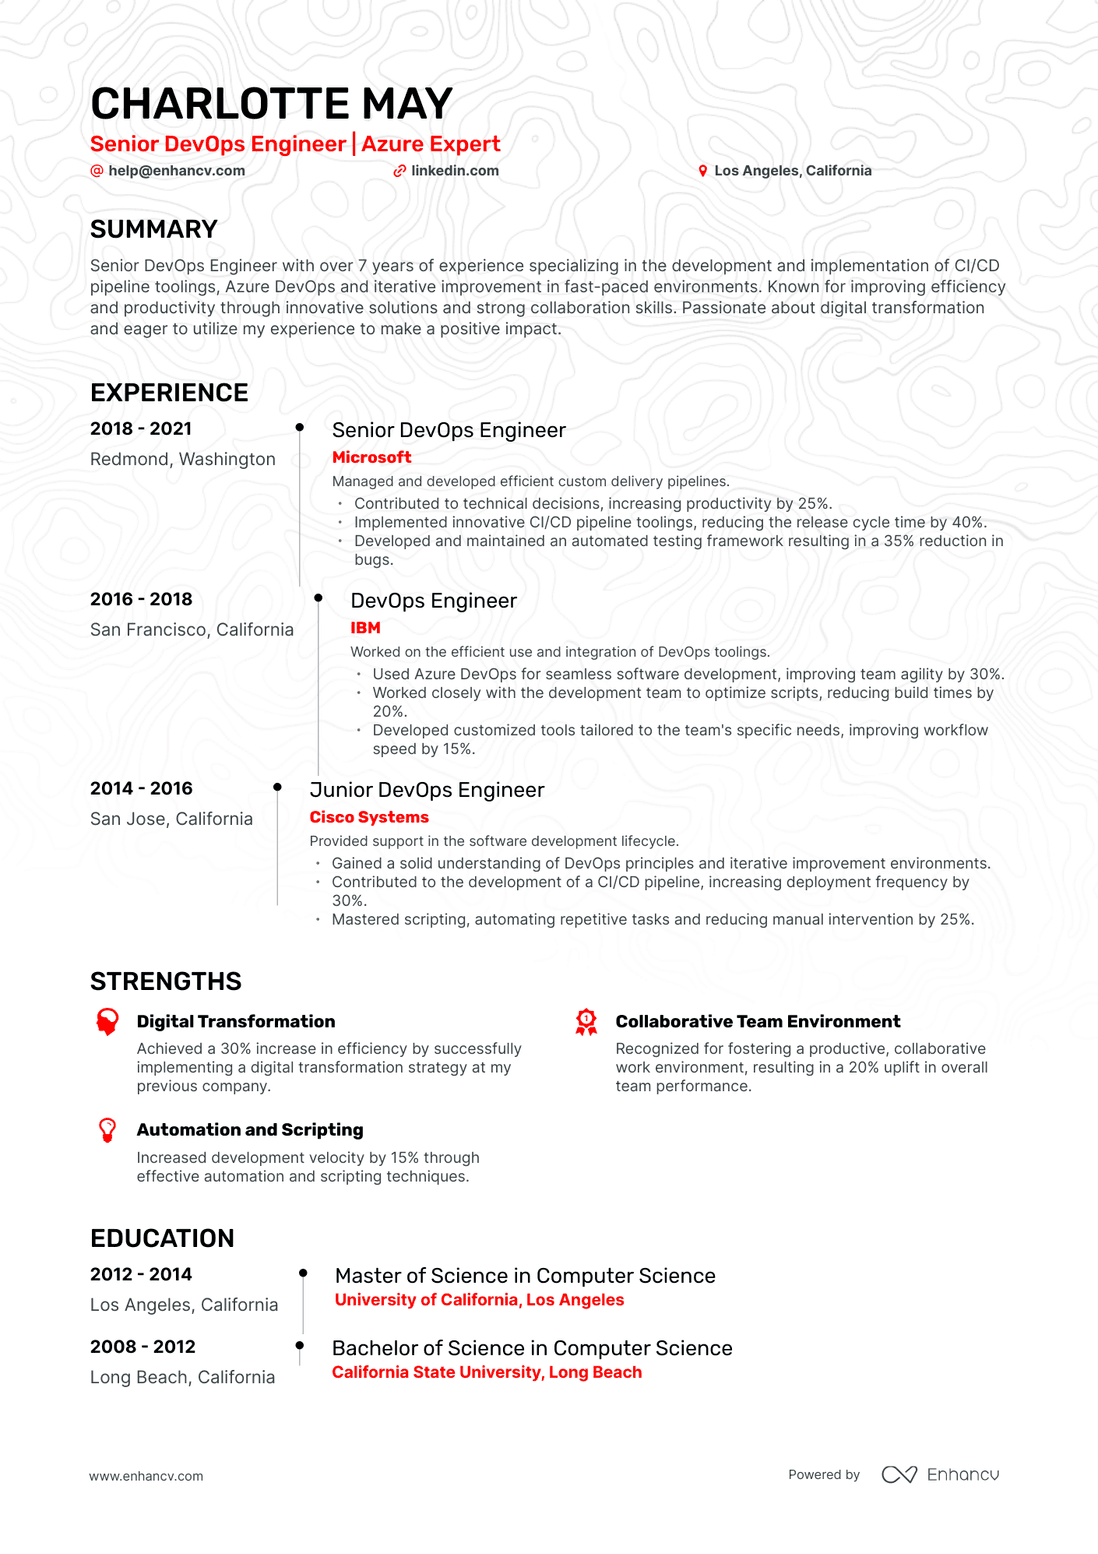 CHARLOTTE MAY
Senior DevOps Engineer | Azure Expert
help@enhancv.com linkedin.com Los Angeles, California
SUMMARY
Senior DevOps Engineer with over 7 years of experience specializing in the development and implementation of CI/CD
pipeline toolings, Azure DevOps and iterative improvement in fast-paced environments. Known for improving efficiency
and productivity through innovative solutions and strong collaboration skills. Passionate about digital transformation
and eager to utilize my experience to make a positive impact.
EXPERIENCE
2018 - 2021
Redmond, Washington
Senior DevOps Engineer
Microsoft
Managed and developed efficient custom delivery pipelines.
• Contributed to technical decisions, increasing productivity by 25%.
• Implemented innovative CI/CD pipeline toolings, reducing the release cycle time by 40%.
• Developed and maintained an automated testing framework resulting in a 35% reduction in
bugs.
2016 - 2018
San Francisco, California
DevOps Engineer
IBM
Worked on the efficient use and integration of DevOps toolings.
• Used Azure DevOps for seamless software development, improving team agility by 30%.
• Worked closely with the development team to optimize scripts, reducing build times by
20%.
• Developed customized tools tailored to the team's specific needs, improving workflow
speed by 15%.
2014 - 2016
San Jose, California
Junior DevOps Engineer
Cisco Systems
Provided support in the software development lifecycle.
• Gained a solid understanding of DevOps principles and iterative improvement environments.
• Contributed to the development of a CI/CD pipeline, increasing deployment frequency by
30%.
• Mastered scripting, automating repetitive tasks and reducing manual intervention by 25%.
STRENGTHS
Digital Transformation
Achieved a 30% increase in efficiency by successfully
implementing a digital transformation strategy at my
previous company.
1
Collaborative Team Environment
Recognized for fostering a productive, collaborative
work environment, resulting in a 20% uplift in overall
team performance.
Automation and Scripting
Increased development velocity by 15% through
effective automation and scripting techniques.
EDUCATION
2012 - 2014
Los Angeles, California
Master of Science in Computer Science
University of California, Los Angeles
2008 - 2012
Long Beach, California
Bachelor of Science in Computer Science
California State University, Long Beach
www.enhancv.com
Powered by Enhancv